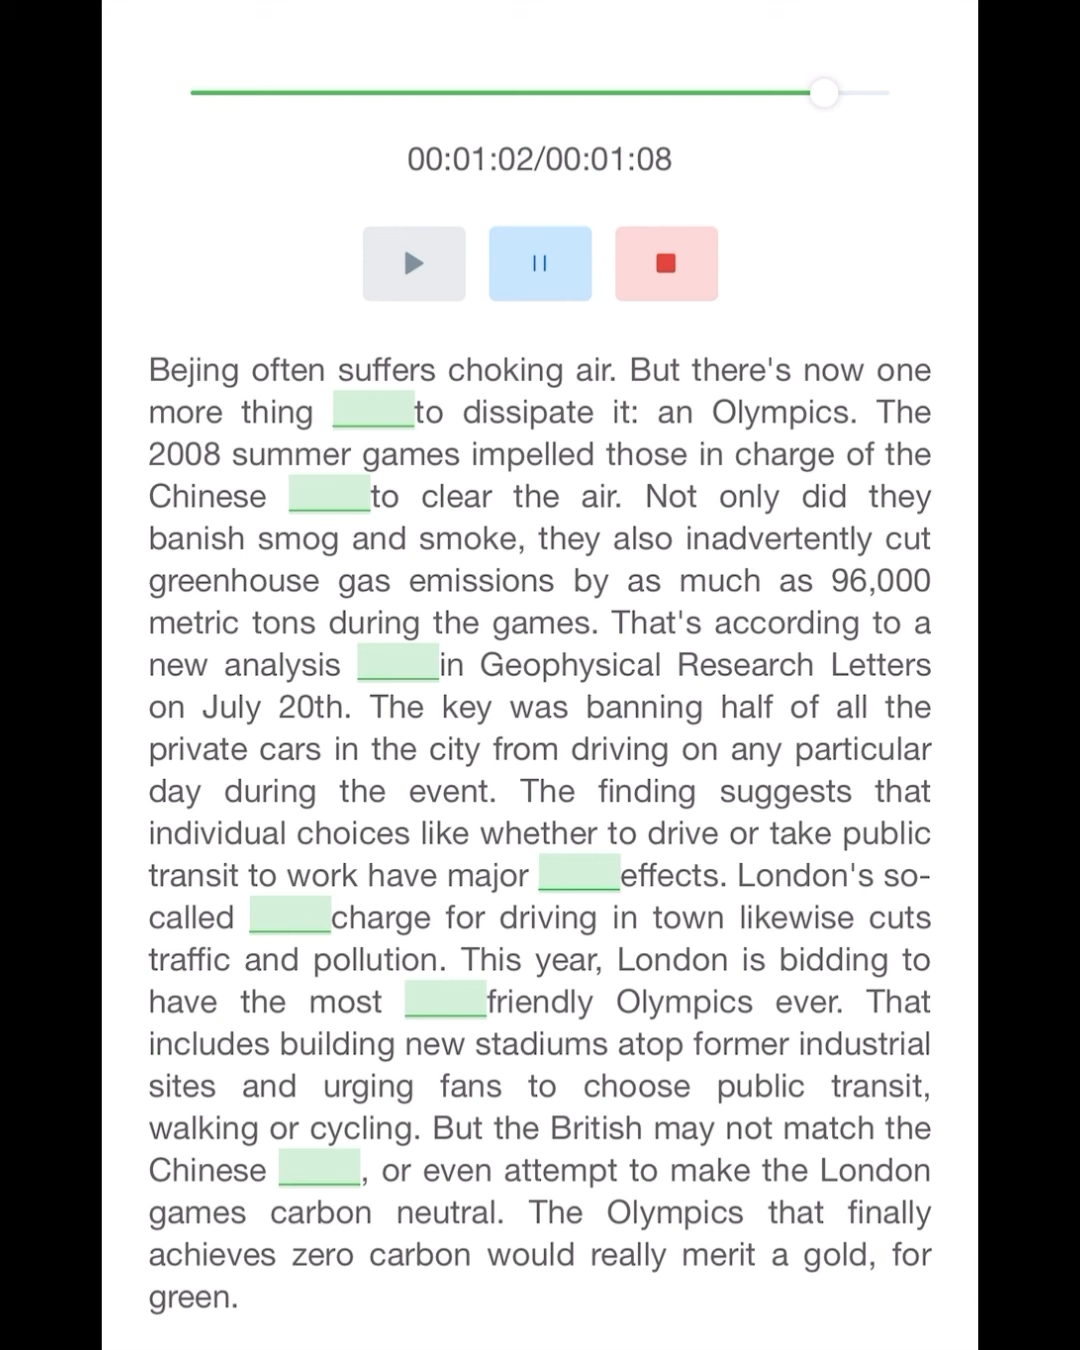 00:01:02/00:01:08
Bejing often suffers choking air. But there's now one
more thing to dissipate it: an Olympics. The
2008 summer games impelled those in charge of the
Chinese to clear the air. Not only did they
banish smog and smoke, they also inadvertently cut
greenhouse gas emissions by as much as 96,000
metric tons during the games. That's according to a
new analysis in Geophysical Research Letters
on July 20th. The key was banning half of all the
private cars in the city from driving on any particular
day during the event. The finding suggests that
individual choices like whether to drive or take public
transit to work have major effects. London's so-
called charge for driving in town likewise cuts
traffic and pollution. This year, London is bidding to
have the most friendly Olympics ever. That
includes building new stadiums atop former industrial
sites and urging fans to choose public transit,
walking or cycling. But the British may not match the
Chinese , or even attempt to make the London
games carbon neutral. The Olympics that finally
achieves zero carbon would really merit a gold, for
green.